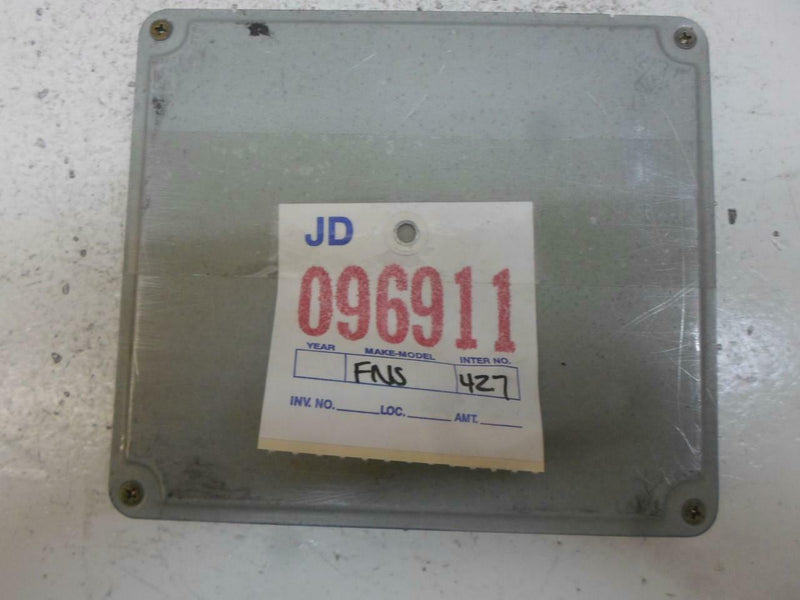 JD
096911
YEAR MAKE-MODEL INTER NO.
FNS 427
INV. NO. LOC. AMT.